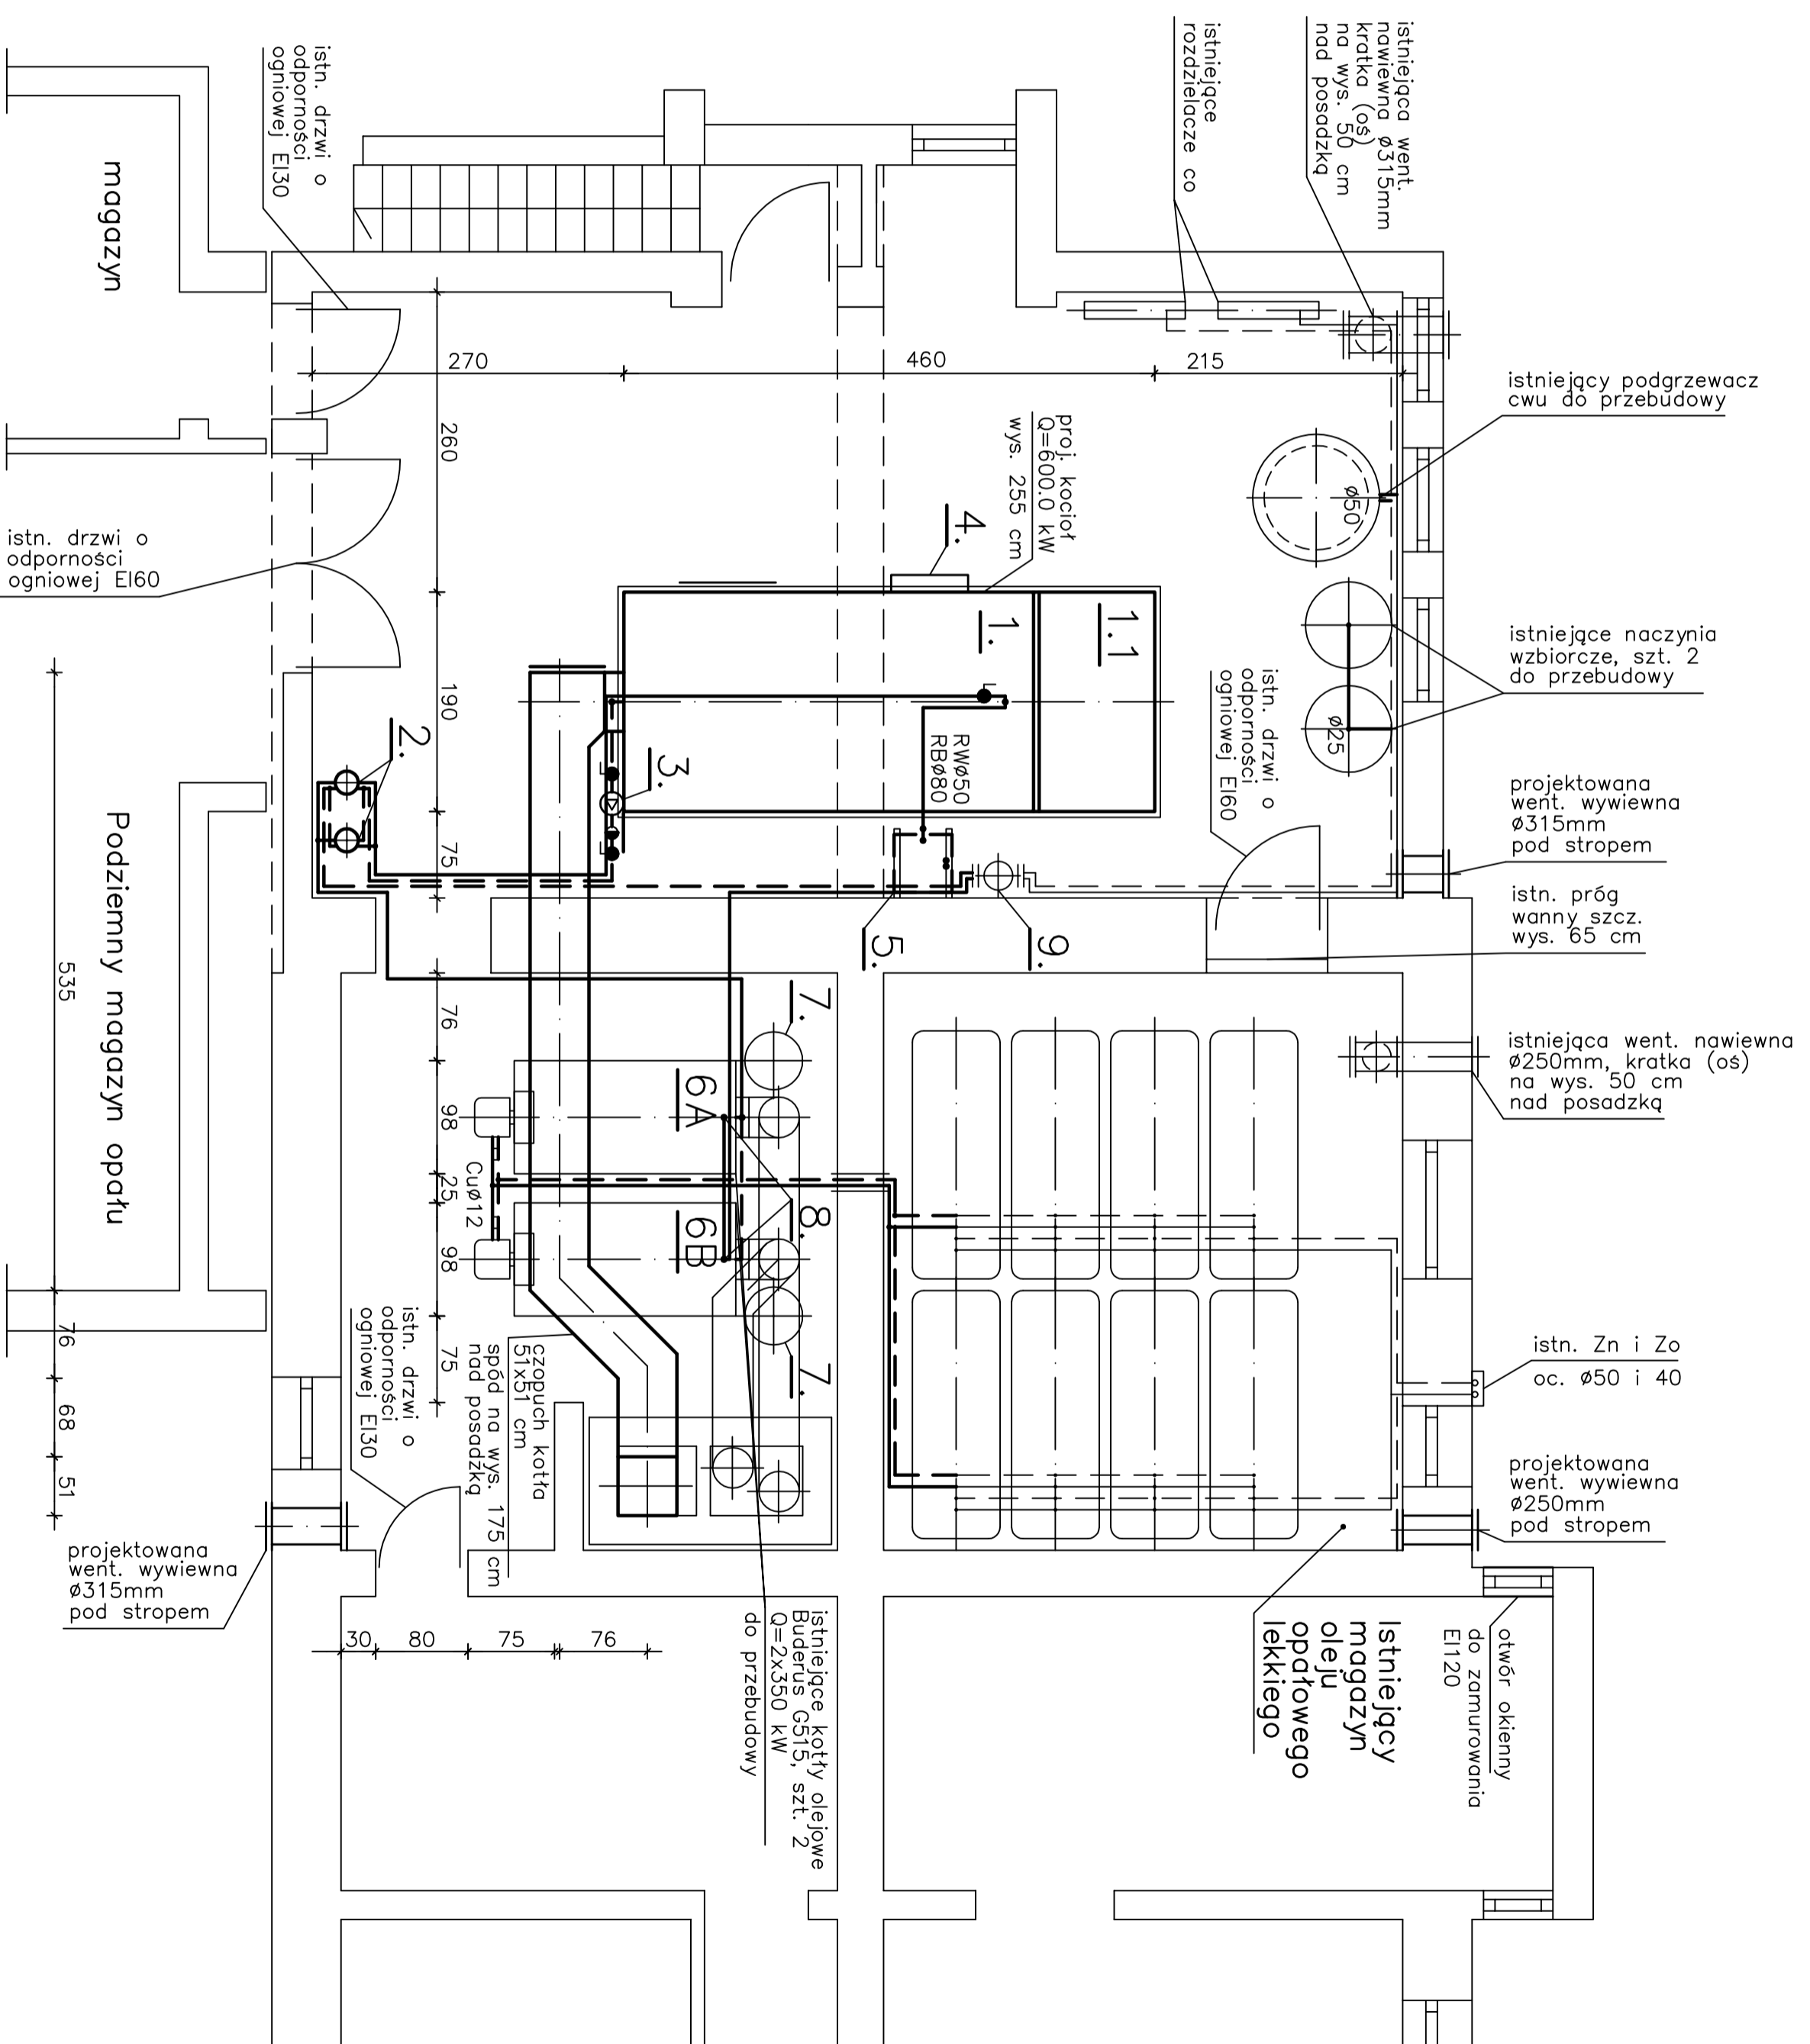 istniejąca went.
nawiewna ø315mm
kratka (oś)
na wys. 50 cm
nad posadzką
istniejące
rozdzielacze co
istn. drzwi o
odporności
ogniowej EI30
magazyn
270
460
215
260
istniejący podgrzewacz
cwu do przebudowy
ø50
proj. kocioł
Q=600.0 kW
wys. 255 cm
4.
istn. drzwi o
odporności
ogniowej EI60
1.
1.1
istniejące naczynia
wzbiorcze, szt. 2
do przebudowy
ø25
istn. drzwi o
odporności
ogniowej EI60
190
2.
3.
RWø50
RBø80
projektowana
went. wywiewna
ø315mm
pod stropem
75
istn. próg
wanny szcz.
wys. 65 cm
5.
9.
535
Podziemny magazyn opału
76
7.
istniejąca went. nawiewna
ø250mm, kratka (oś)
na wys. 50 cm
nad posadzką
6A
98
25
Cuø12
98
6B
8.
75
7.
76
68
51
istn. drzwi o
odporności
ogniowej EI30
czopuch kotła
51x51 cm
spód na wys. 175 cm
nad posadzką
istn. Zn i Zo
oc. ø50 i 40
projektowana
went. wywiewna
ø250mm
pod stropem
projektowana
went. wywiewna
ø315mm
pod stropem
30
80
75
76
istniejące kotły olejowe
Buderus G515, szt. 2
Q=2x350 kW
do przebudowy
Istniejący
magazyn
oleju
opałowego
lekkiego
otwór okienny
do zamurowania
EI120